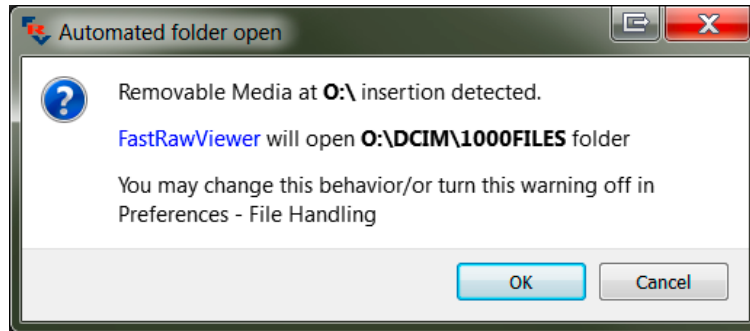 Automated folder open
Removable Media at O:\ insertion detected.
FastRawViewer will open O:\DCIM\1000FILES folder
You may change this behavior/or turn this warning off in
Preferences - File Handling
OK
Cancel